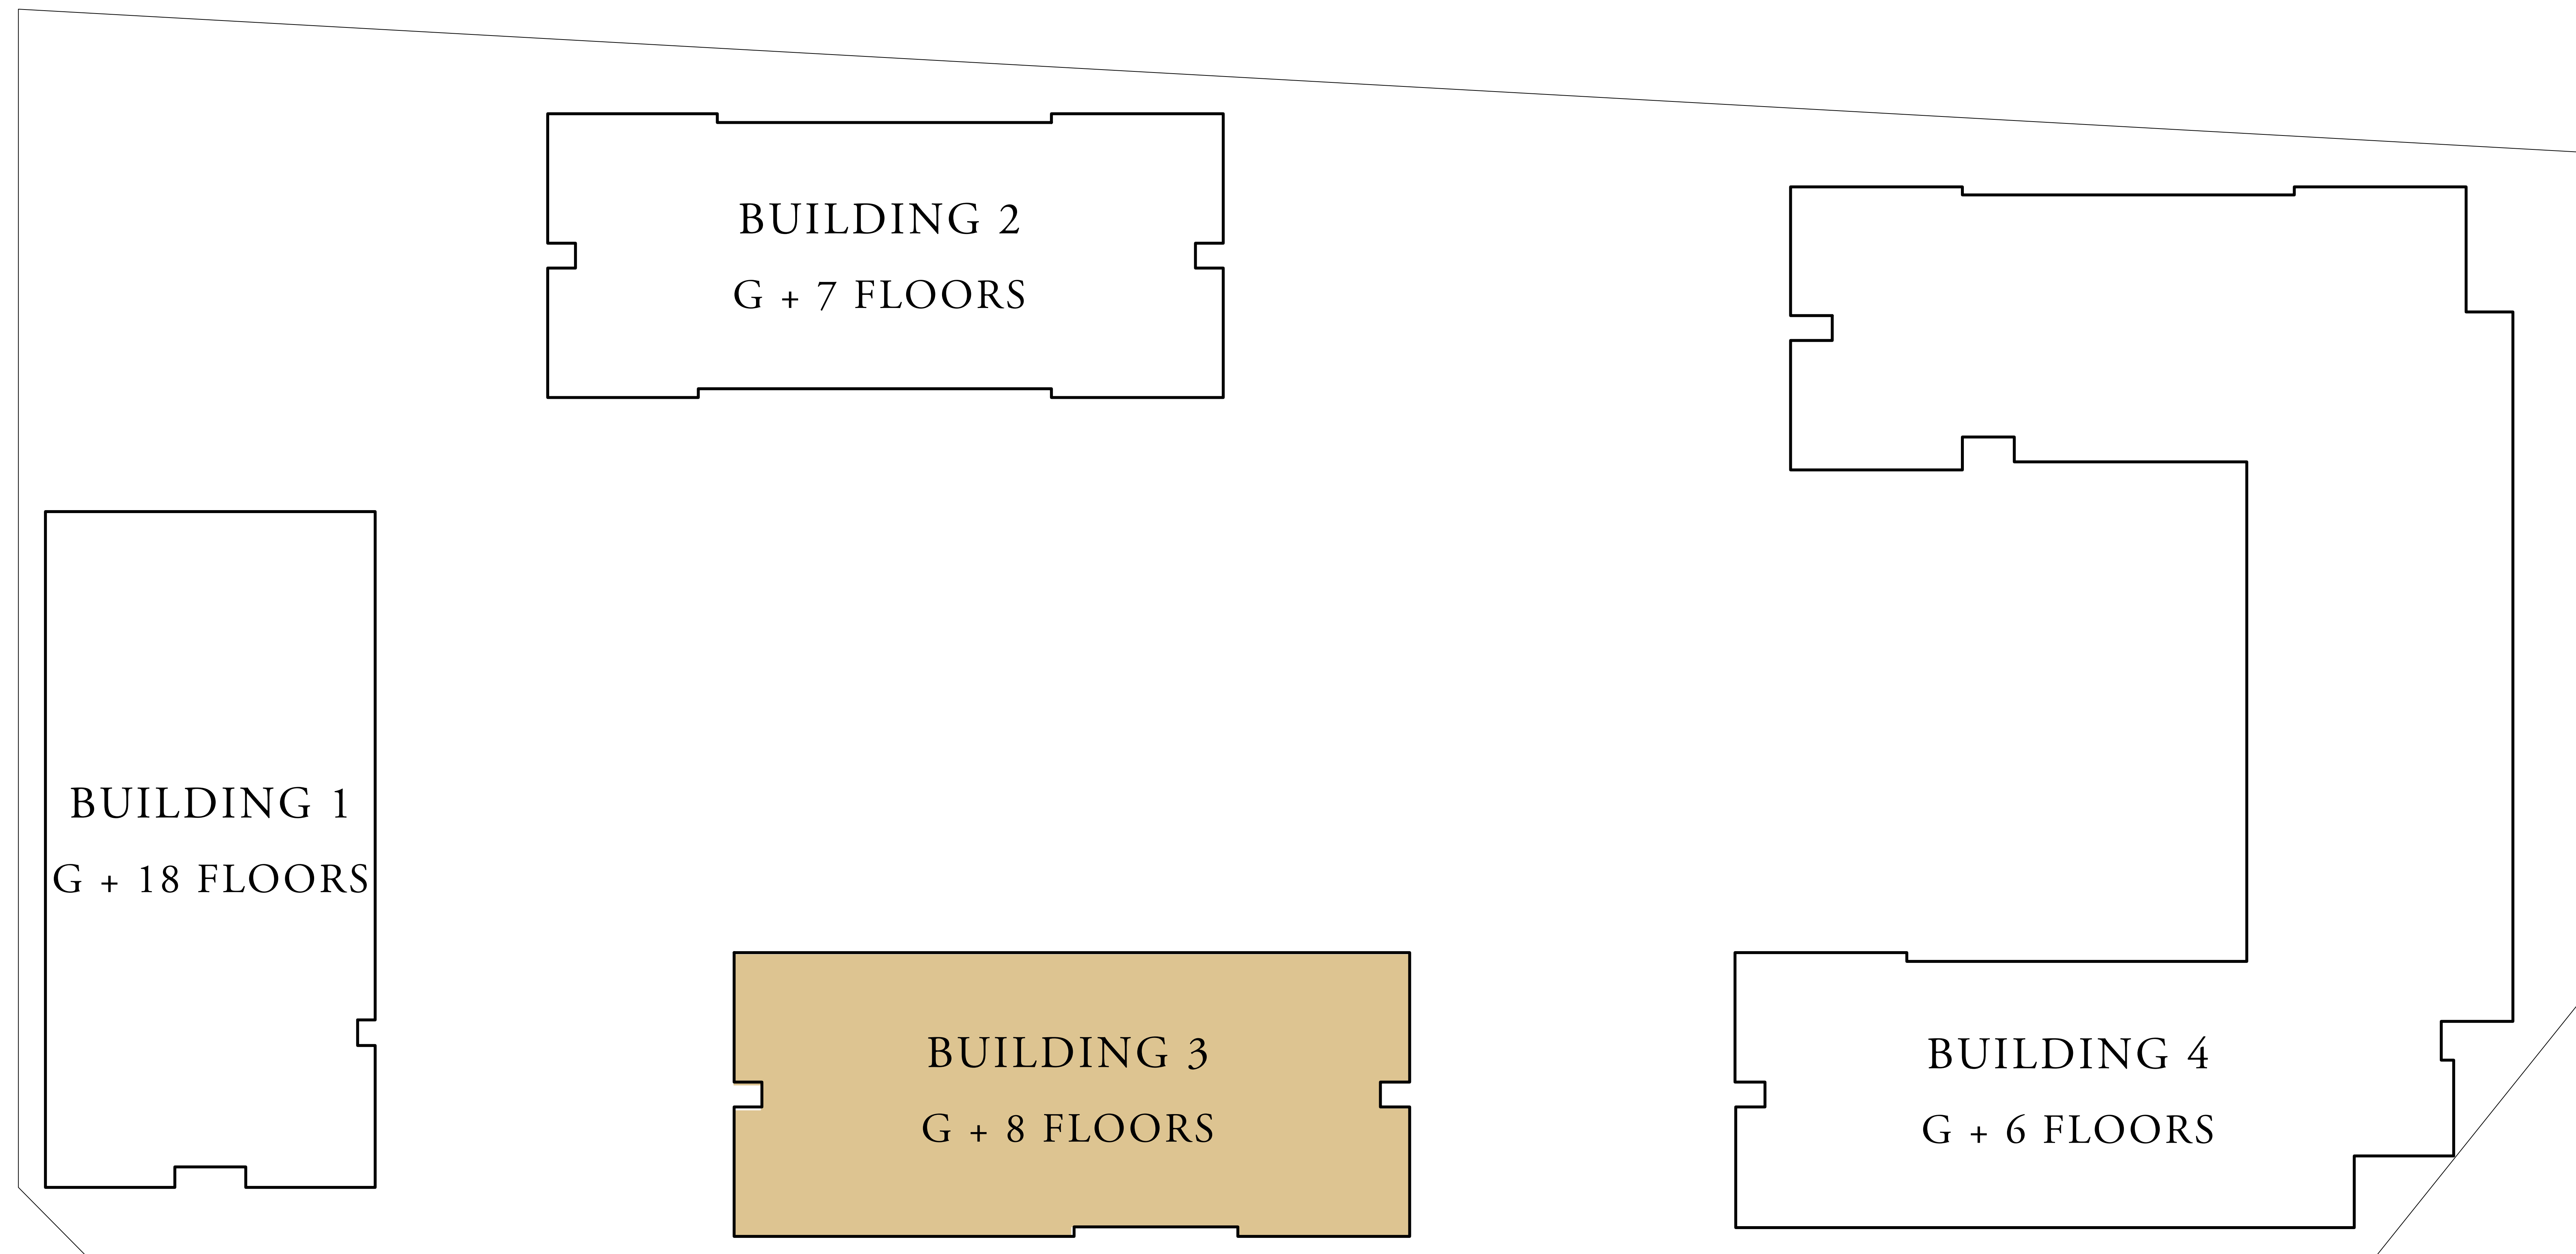 BUILDING 2
G + 7 FLOORS
BUILDING 1
G + 18 FLOORS
BUILDING 3
G + 8 FLOORS
BUILDING 4
G + 6 FLOORS